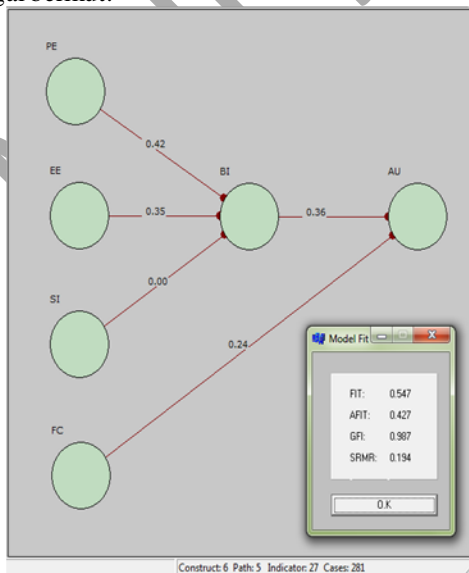 PE
0.42
EE
BI
AU
0.35
0.36
SI
0.00
0.24
FC
Model Fit
FIT: 0.547
AFIT: 0.427
GFI: 0.987
SRMR: 0.194
O.K
Construct: 6 Path: 5 Indicator: 27 Cases: 281